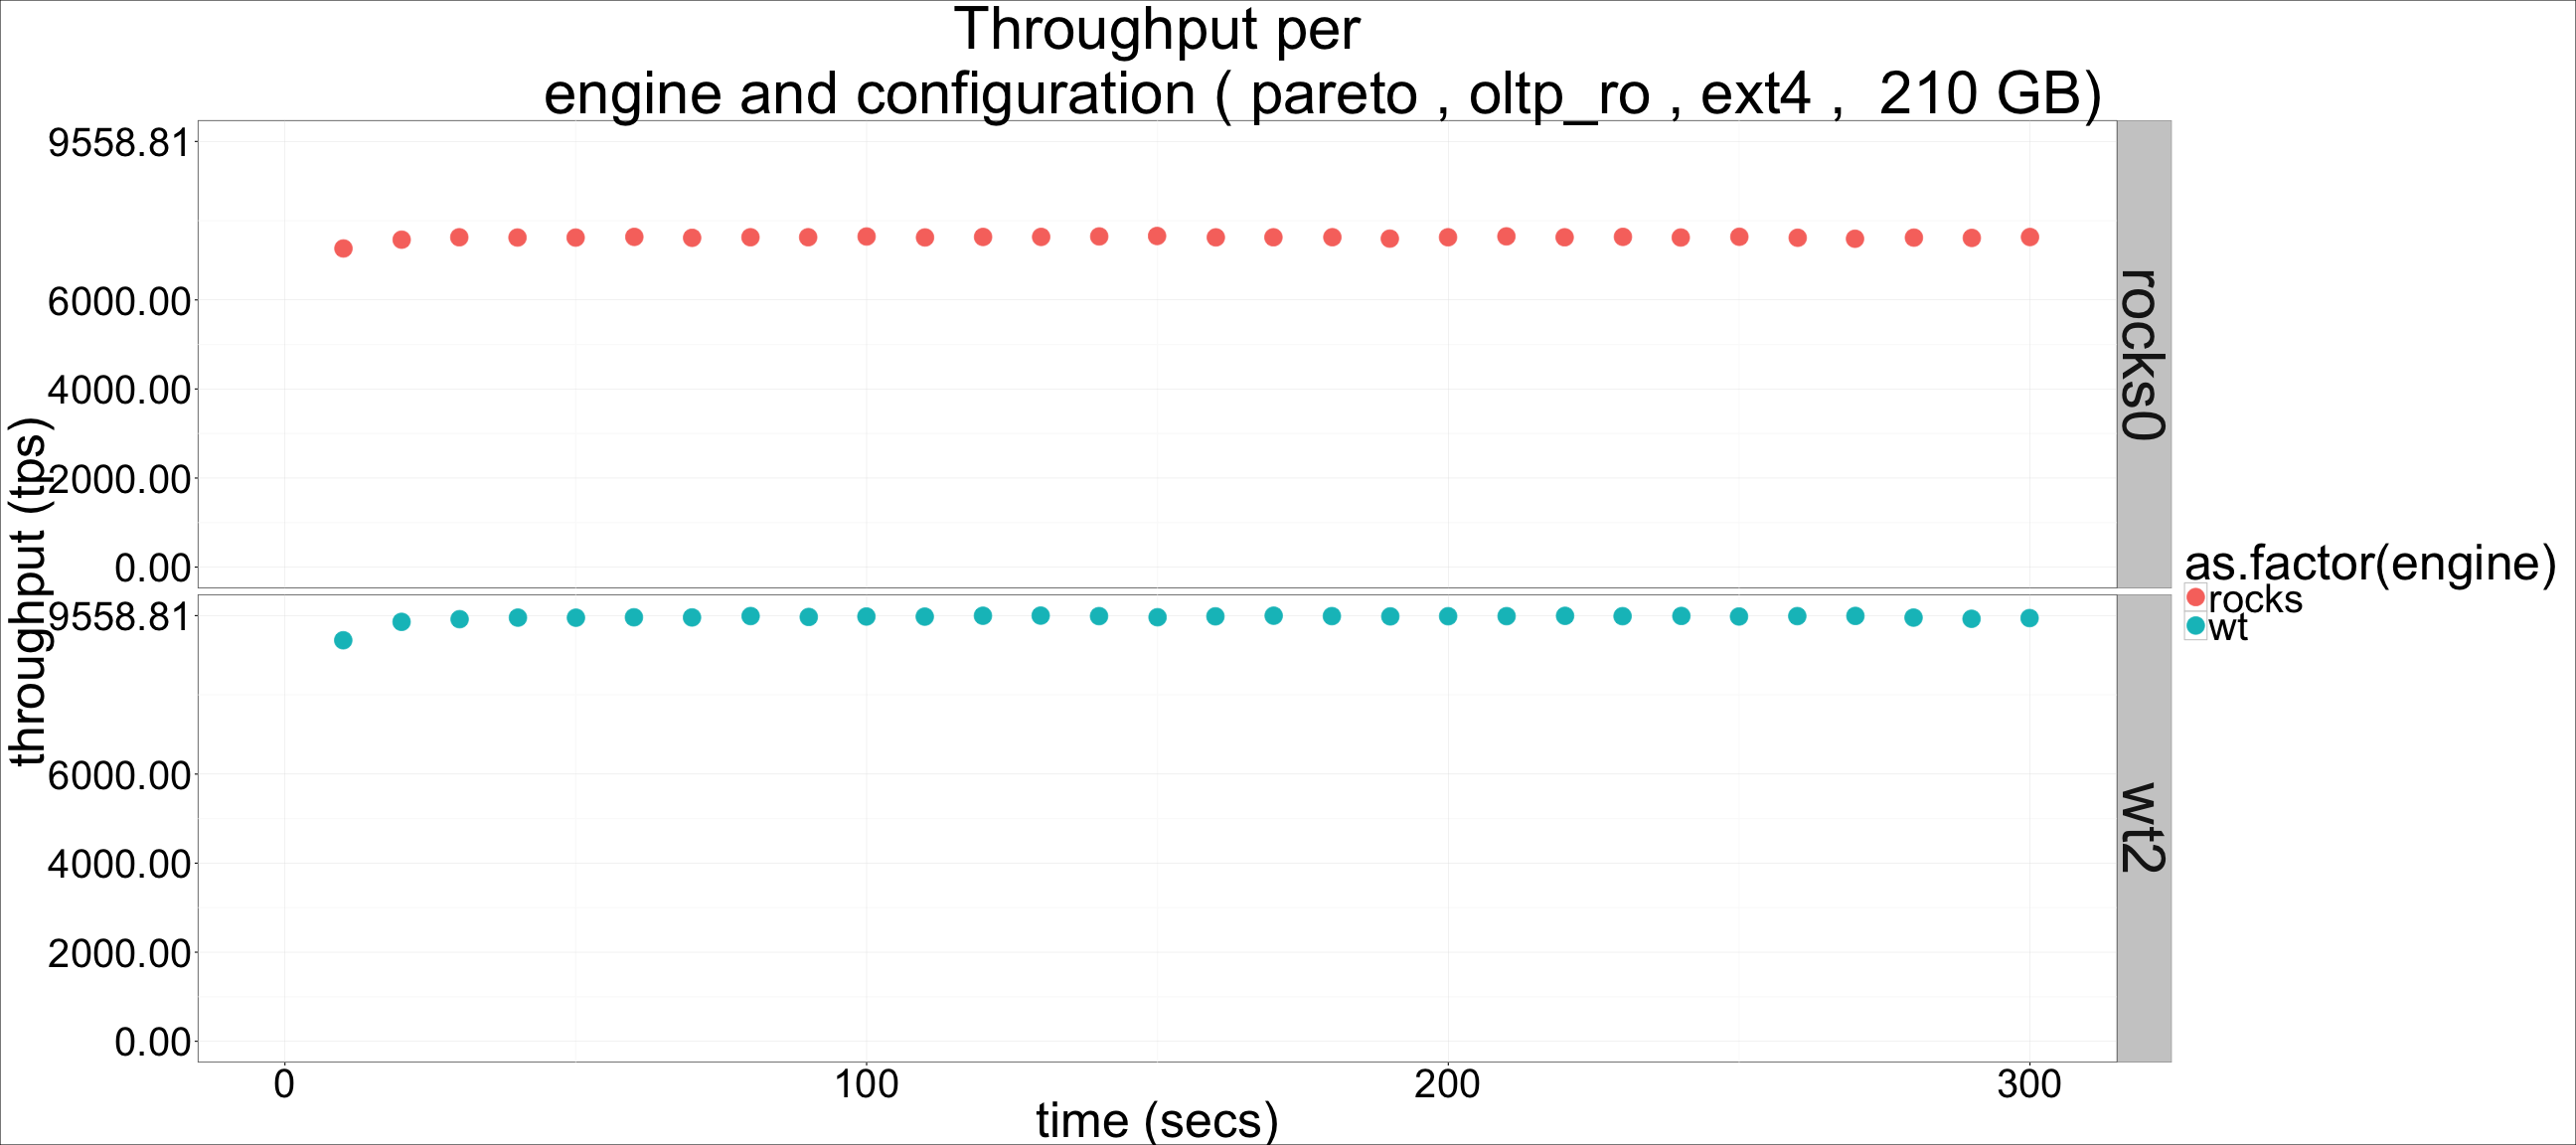 Throughput per
engine and configuration ( pareto , oltp_ro , ext4 ,  210 GB)
throughput (tps)
9558.81
6000.00
4000.00
2000.00
0.00
rocks0
9558.81
6000.00
4000.00
2000.00
0.00
wt2
0
100
200
300
time (secs)
as.factor(engine)
rocks
wt